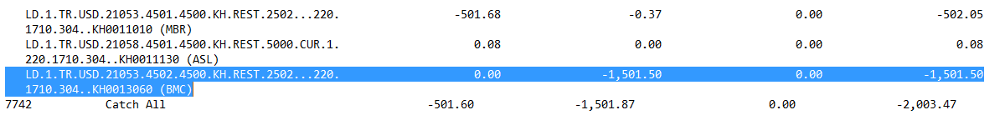 LD.1.TR.USD.21053.4501.4500.KH.REST.2502...220. -501.68 -0.37 0.00 -502.05
1710.304..KH0011010 (MBR)
LD.1.TR.USD.21058.4501.4500.KH.REST.5000.CUR.1. 0.08 0.00 0.00 0.08
220.1710.304..KH0011130 (ASL)
LD.1.TR.USD.21053.4502.4500.KH.REST.2502...220. 0.00 -1,501.50 0.00 -1,501.50
1710.304..KH0013060 (BMC)
7742 Catch All -501.60 -1,501.87 0.00 -2,003.47